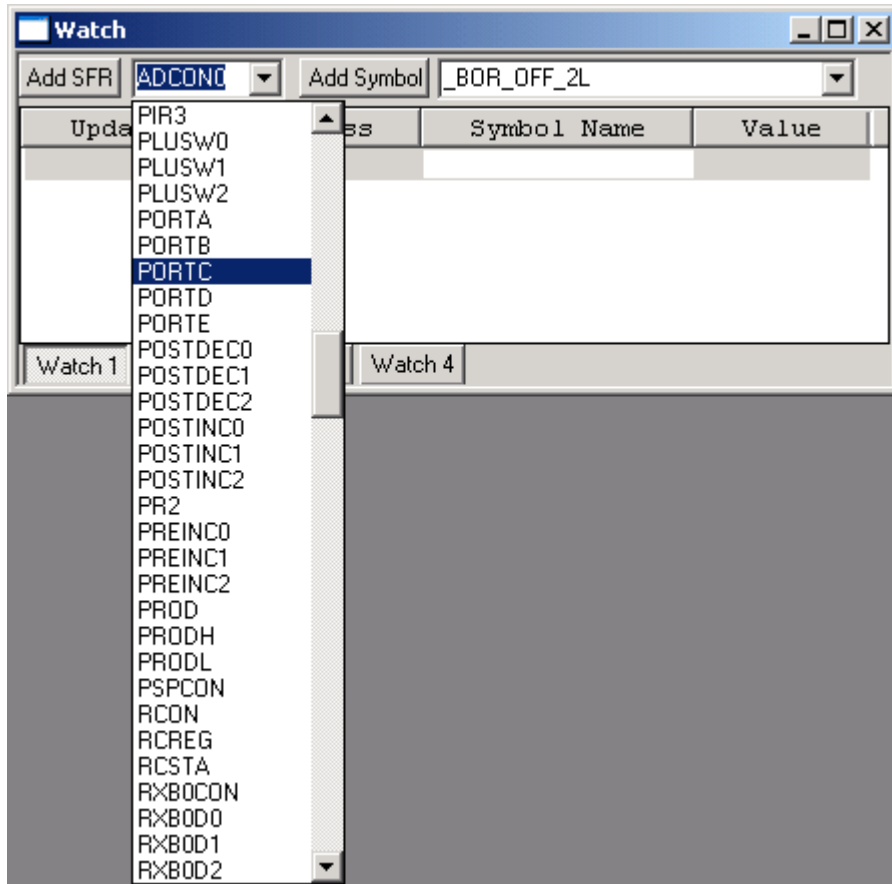 Watch
Add SFR ADCON0 Add Symbol _BOR_OFF_2L
Upda ss Symbol Name Value
PIR3
PLUSW0
PLUSW1
PLUSW2
PORTA
PORTB
PORTC
PORTD
PORTE
POSTDEC0
POSTDEC1
POSTDEC2
POSTINC0
POSTINC1
POSTINC2
PR2
PREINC0
PREINC1
PREINC2
PROD
PRODH
PRODL
PSPCON
RCON
RCREG
RCSTA
RXB0CON
RXB0D0
RXB0D1
RXB0D2
Watch 1 Watch 4